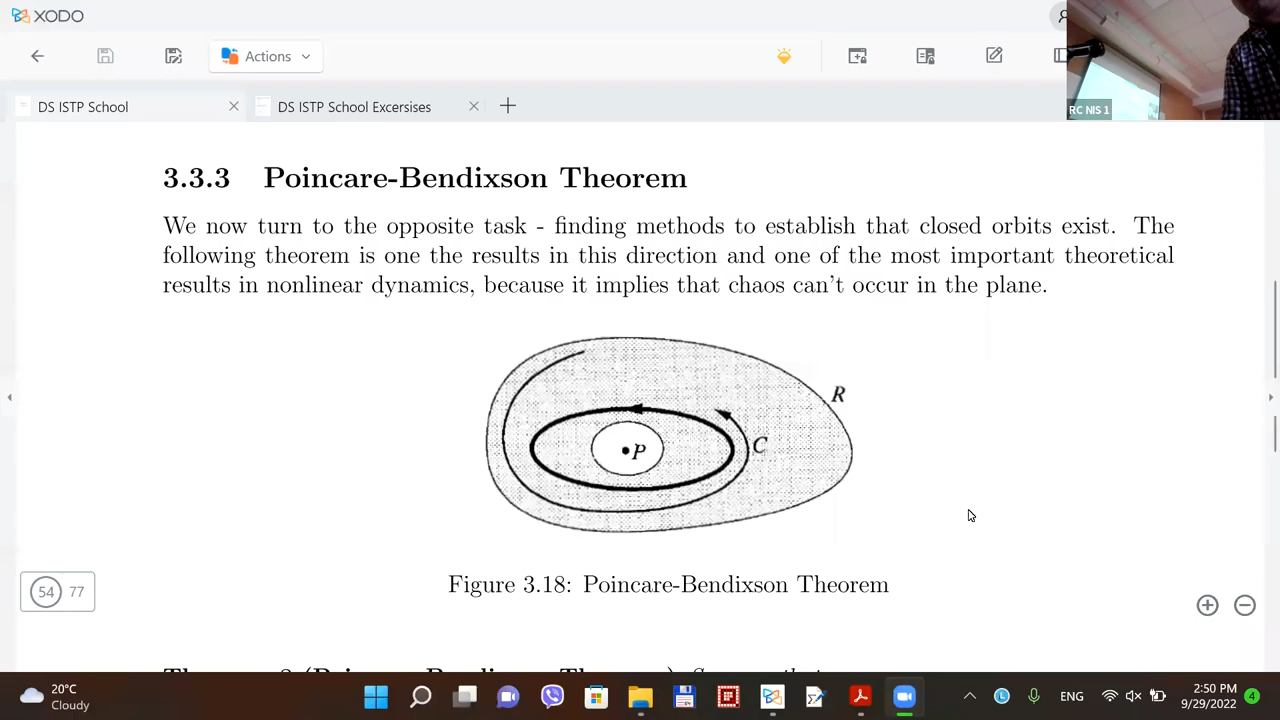 XODO
Actions
RC NIS 1
DS ISTP School
DS ISTP School Excersises
3.3.3 Poincare-Bendixson Theorem
We now turn to the opposite task - finding methods to establish that closed orbits exist. The
following theorem is one the results in this direction and one of the most important theoretical
results in nonlinear dynamics, because it implies that chaos can't occur in the plane.
R
C
P
Figure 3.18: Poincare-Bendixson Theorem
54 77
20°C
Cloudy
ENG
2:50 PM
9/29/2022
4